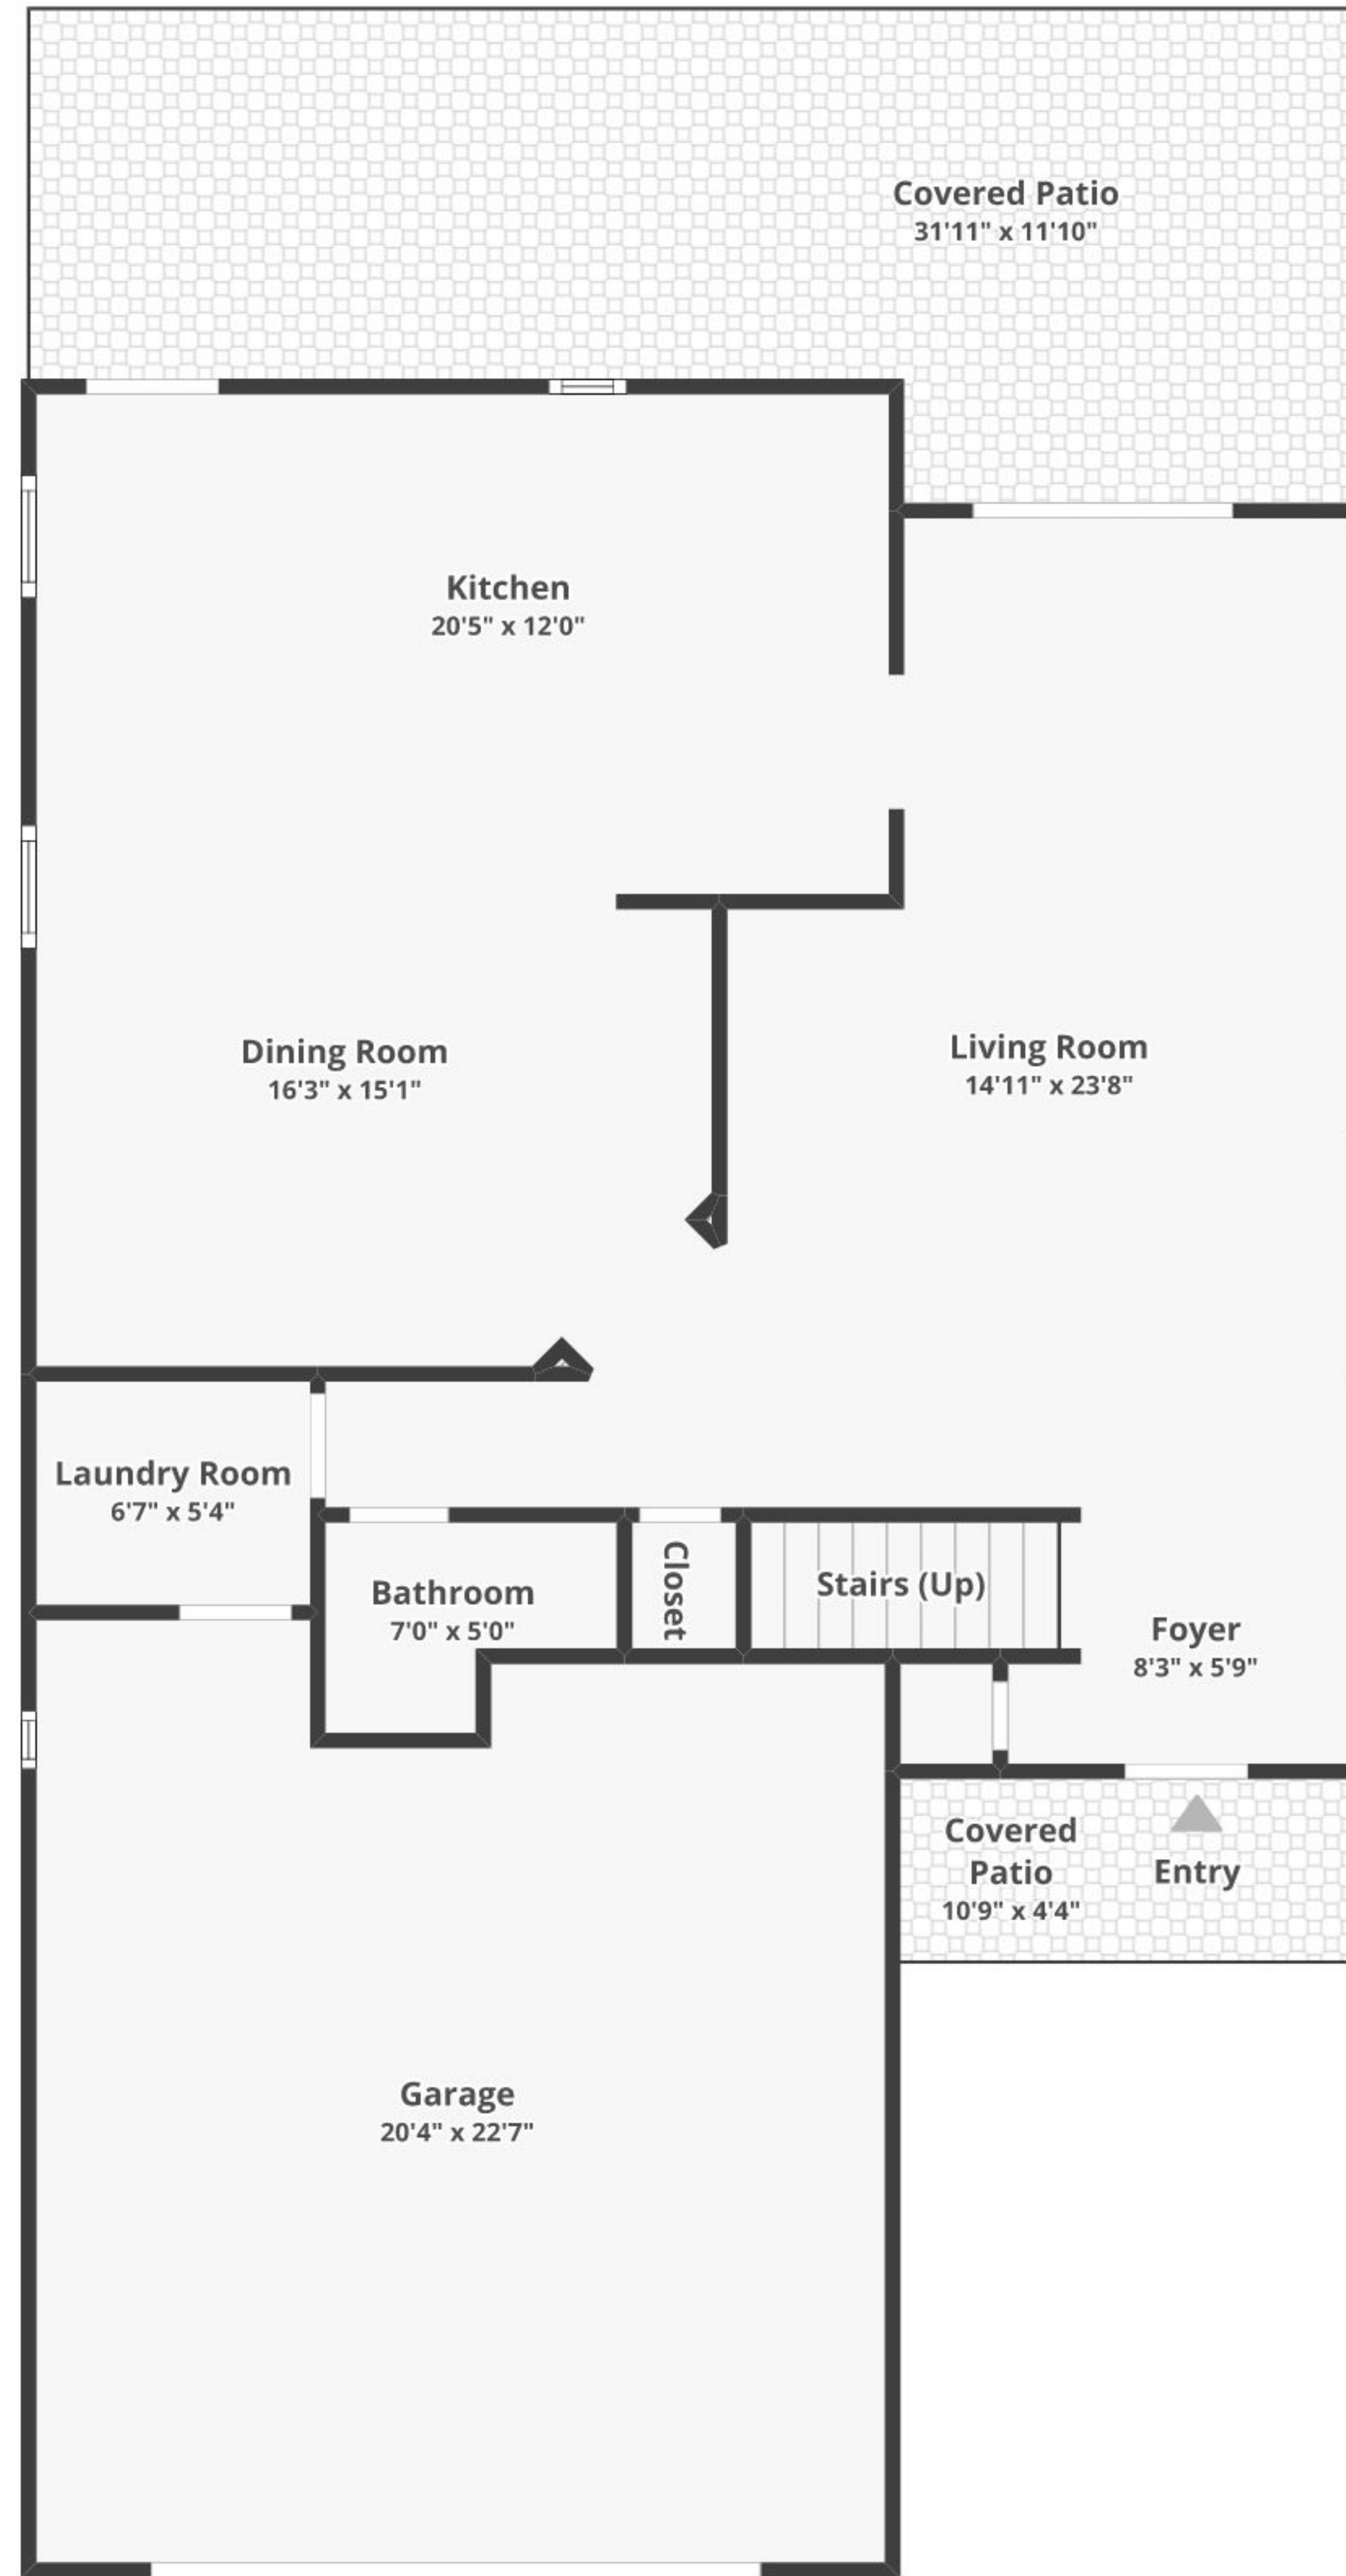 Covered Patio
31'11" x 11'10"
Kitchen
20'5" x 12'0"
Dining Room
16'3" x 15'1"
Living Room
14'11" x 23'8"
Laundry Room
6'7" x 5'4"
Bathroom
7'0" x 5'0"
Closet
Stairs (Up)
Foyer
8'3" x 5'9"
Covered
Patio
10'9" x 4'4"
Entry
Garage
20'4" x 22'7"